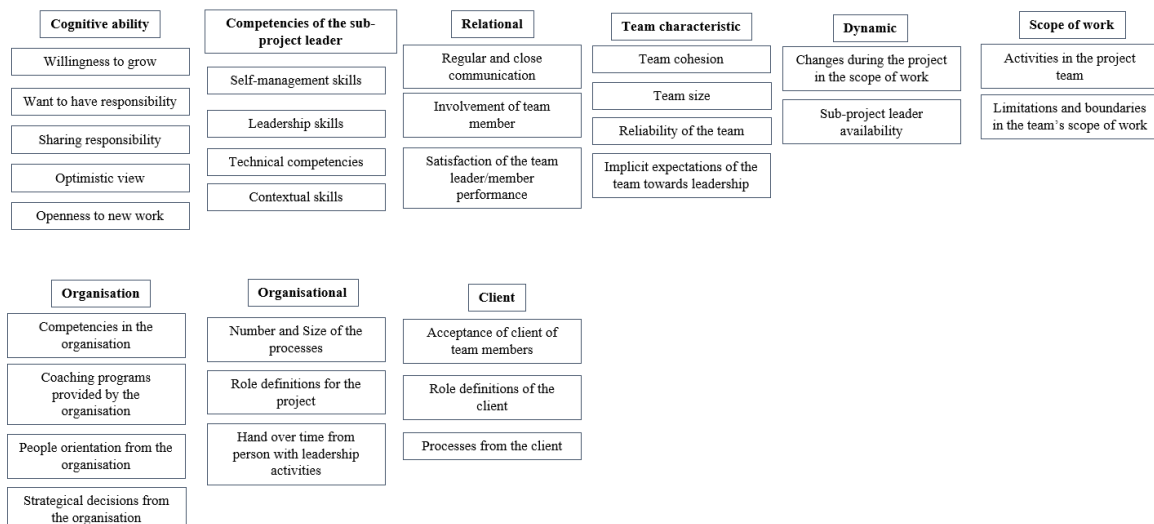 Cognitive ability
Willingness to grow
Want to have responsibility
Sharing responsibility
Optimistic view
Openness to new work
Competencies of the sub-
project leader
Self-management skills
Leadership skills
Technical competencies
Contextual skills
Relational
Regular and close
communication
Involvement of team
member
Satisfaction of the team
leader/member
performance
Team characteristic
Team cohesion
Team size
Reliability of the team
Implicit expectations of the
team towards leadership
Dynamic
Changes during the project
in the scope of work
Sub-project leader
availability
Scope of work
Activities in the project
team
Limitations and boundaries
in the team's scope of work
Organisation
Competencies in the
organisation
Coaching programs
provided by the
organisation
People orientation from the
organisation
Strategical decisions from
the organisation
Organisational
Number and Size of the
processes
Role definitions for the
project
Hand over time from
person with leadership
activities
Client
Acceptance of client of
team members
Role definitions of the
client
Processes from the client